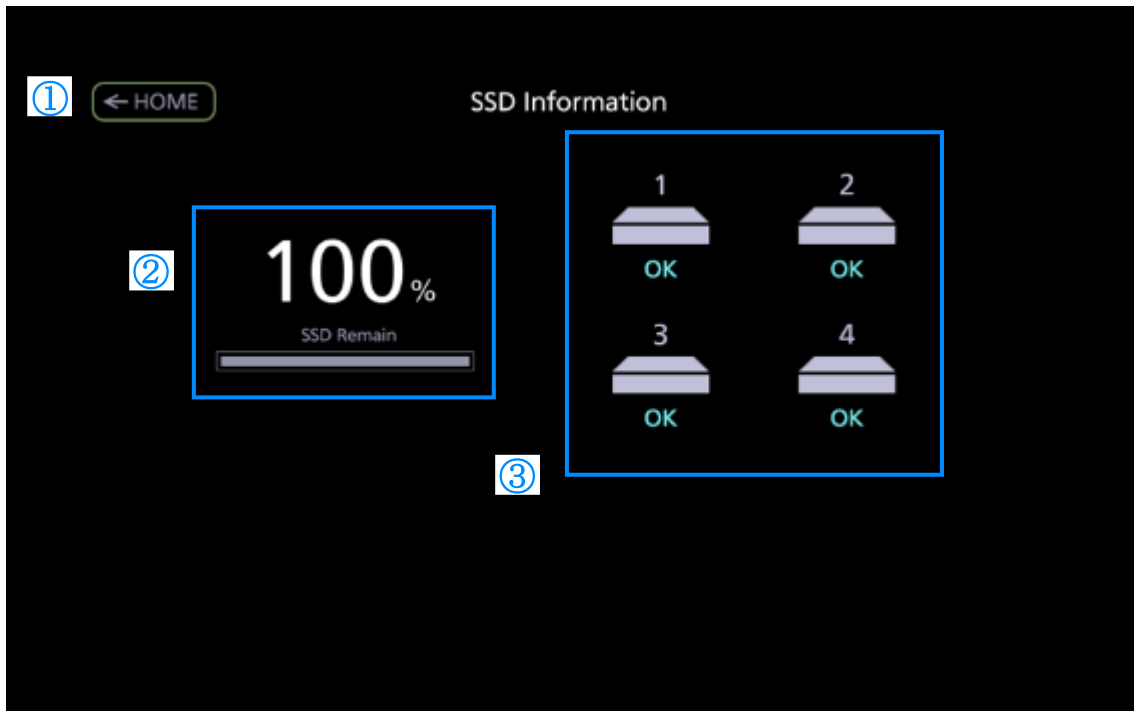 ① ← HOME SSD Information
② 100%
SSD Remain
1 2
OK OK
3 4
OK OK
③